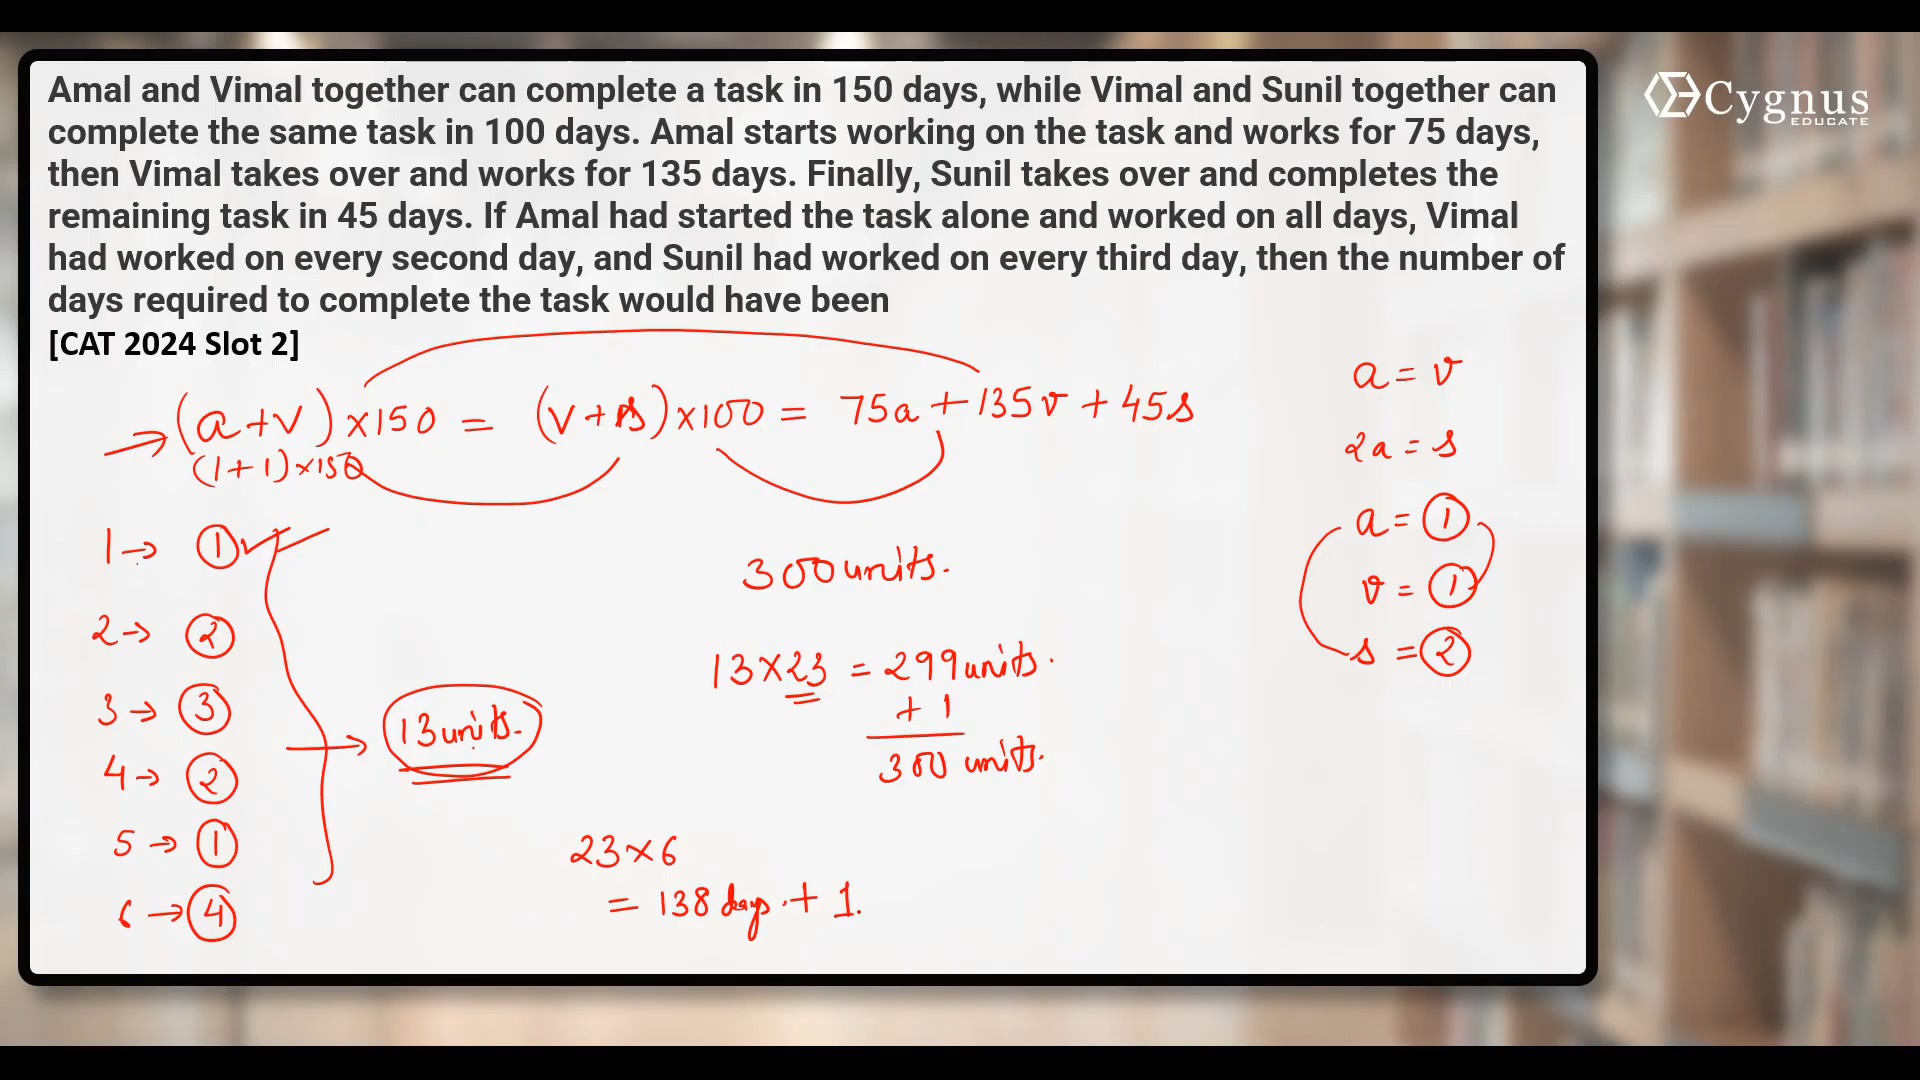 Cygnus
EDUCATE
Amal and Vimal together can complete a task in 150 days, while Vimal and Sunil together can
complete the same task in 100 days. Amal starts working on the task and works for 75 days,
then Vimal takes over and works for 135 days. Finally, Sunil takes over and completes the
remaining task in 45 days. If Amal had started the task alone and worked on all days, Vimal
had worked on every second day, and Sunil had worked on every third day, then the number of
days required to complete the task would have been
[CAT 2024 Slot 2]
→ (a+v) ×150 = (v+s) ×100 = 75a + 135v + 45s
(1+1)×150
1 → 1
2 → 2
3 → 3
4 → 2
5 → 1
6 → 4
→ 13 units.
300 units.
13×23 = 299 units.
+ 1
300 units.
23×6
= 138 days. + 1.
a = v
2a = s
a = 1
v = 1
s = 2